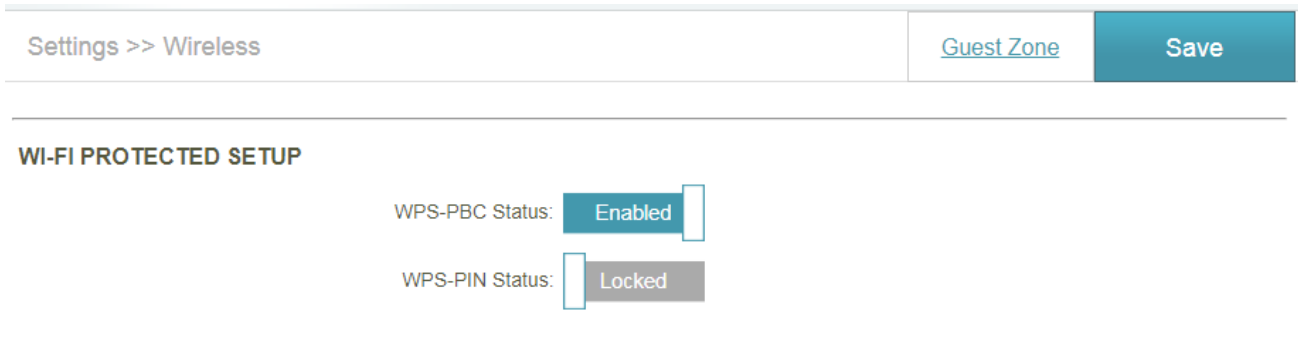 Settings >> Wireless
Guest Zone
Save
WI-FI PROTECTED SETUP
WPS-PBC Status: Enabled
WPS-PIN Status: Locked